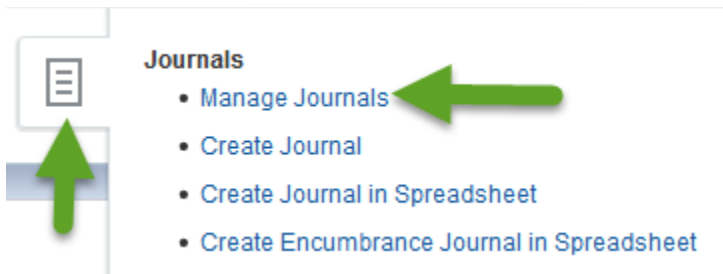 Journals
• Manage Journals
• Create Journal
• Create Journal in Spreadsheet
• Create Encumbrance Journal in Spreadsheet